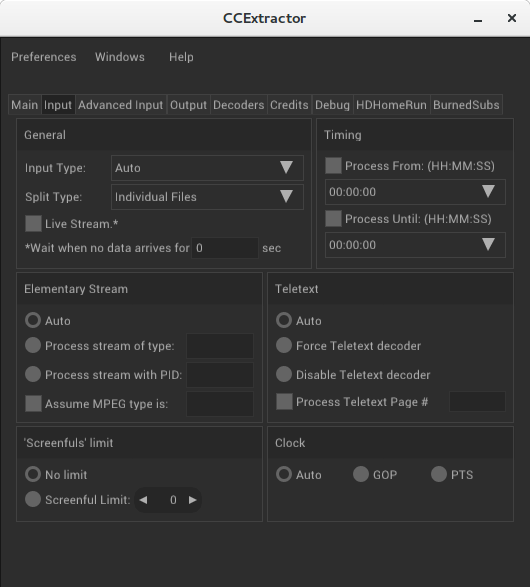 CCExtractor
Preferences Windows Help
Main Input Advanced Input Output Decoders Credits Debug HDHomeRun BurnedSubs
General
Input Type: Auto
Split Type: Individual Files
Live Stream.*
*Wait when no data arrives for 0 sec
Timing
Process From: (HH:MM:SS)
00:00:00
Process Until: (HH:MM:SS)
00:00:00
Elementary Stream
Auto
Process stream of type:
Process stream with PID:
Assume MPEG type is:
Teletext
Auto
Force Teletext decoder
Disable Teletext decoder
Process Teletext Page #
'Screenfuls' limit
No limit
Screenful Limit: 0
Clock
Auto GOP PTS